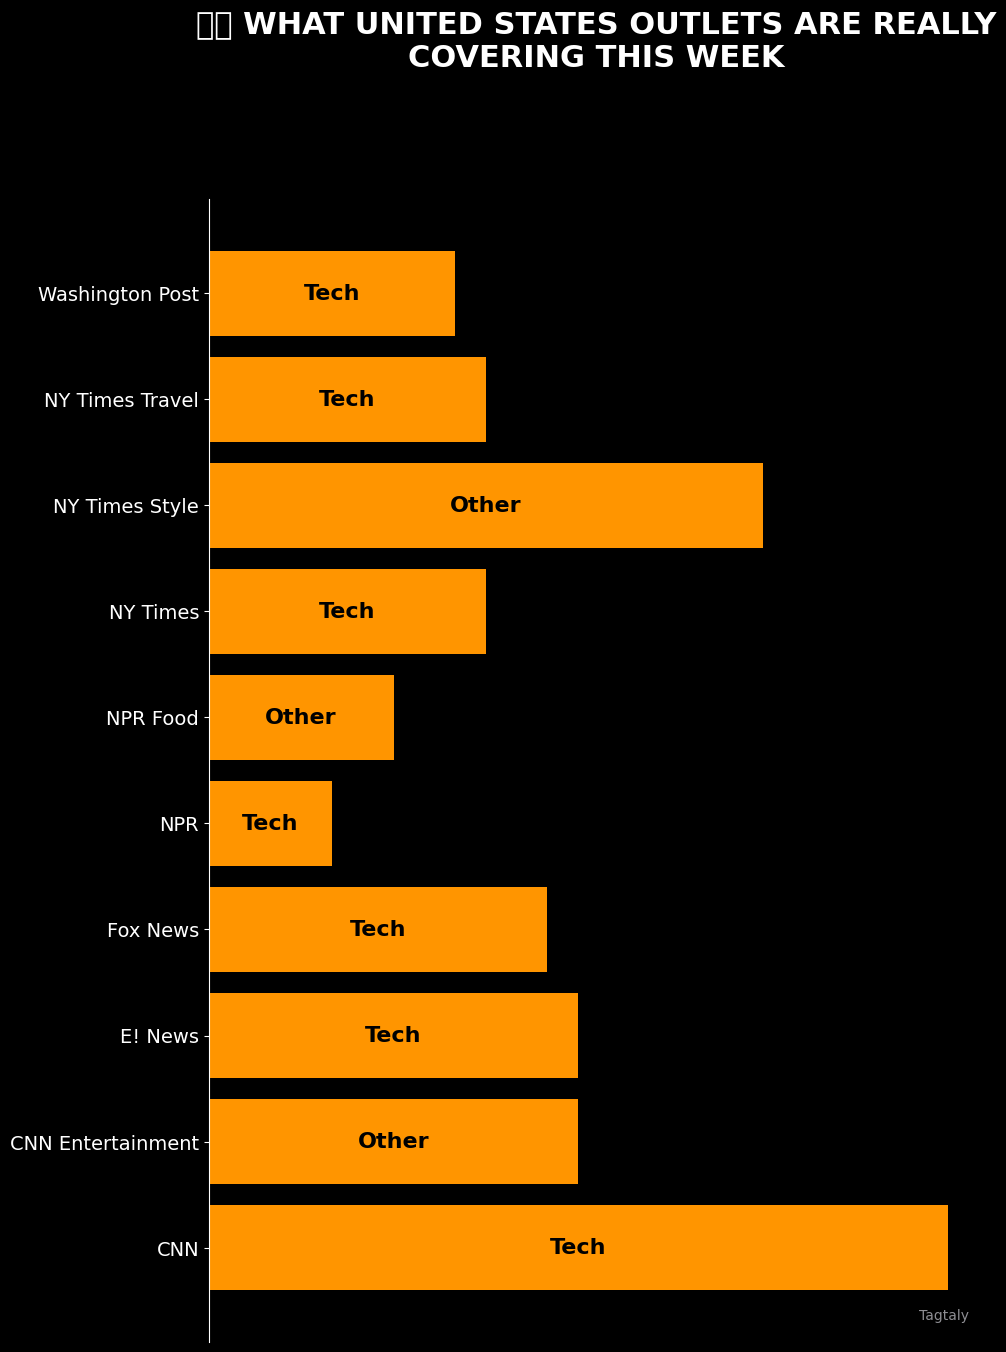 WHAT UNITED STATES OUTLETS ARE REALLY
COVERING THIS WEEK
Washington Post
Tech
NY Times Travel
Tech
NY Times Style
Other
NY Times
Tech
NPR Food
Other
NPR
Tech
Fox News
Tech
E! News
Tech
CNN Entertainment
Other
CNN
Tech
Tagtaly